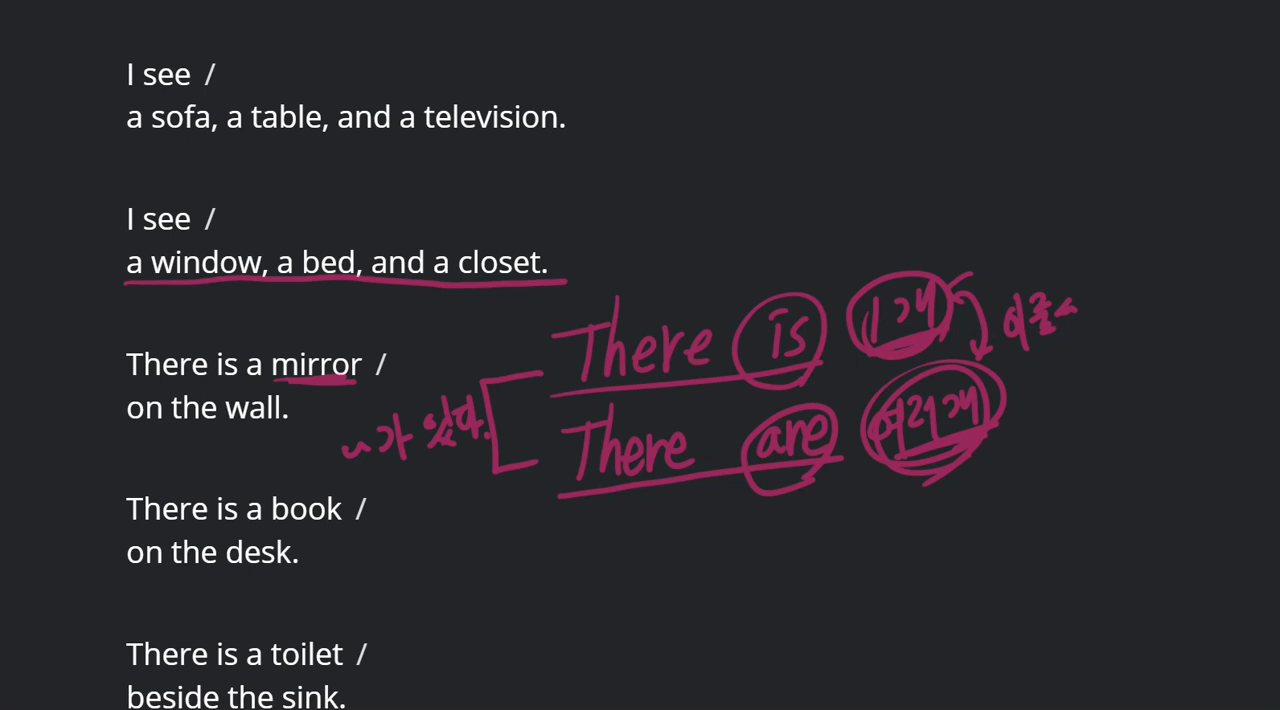 I see /
a sofa, a table, and a television.
I see /
a window, a bed, and a closet.
There is a mirror /
on the wall.
There is 1개
There are 여러개
~가 있다.
There is a book /
on the desk.
There is a toilet /
beside the sink.